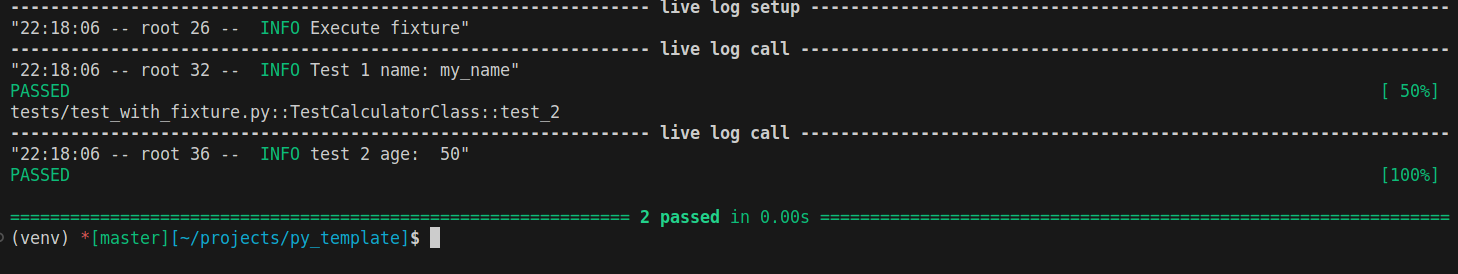 ---------------------------------------------------------------- live log setup ----------------------------------------------------------------
"22:18:06 -- root 26 --  INFO Execute fixture"
---------------------------------------------------------------- live log call -----------------------------------------------------------------
"22:18:06 -- root 32 --  INFO Test 1 name: my_name"
PASSED [ 50%]
tests/test_with_fixture.py::TestCalculatorClass::test_2
---------------------------------------------------------------- live log call -----------------------------------------------------------------
"22:18:06 -- root 36 --  INFO test 2 age:  50"
PASSED [100%]
============================================================== 2 passed in 0.00s ===============================================================
(venv) *[master][~/projects/py_template]$